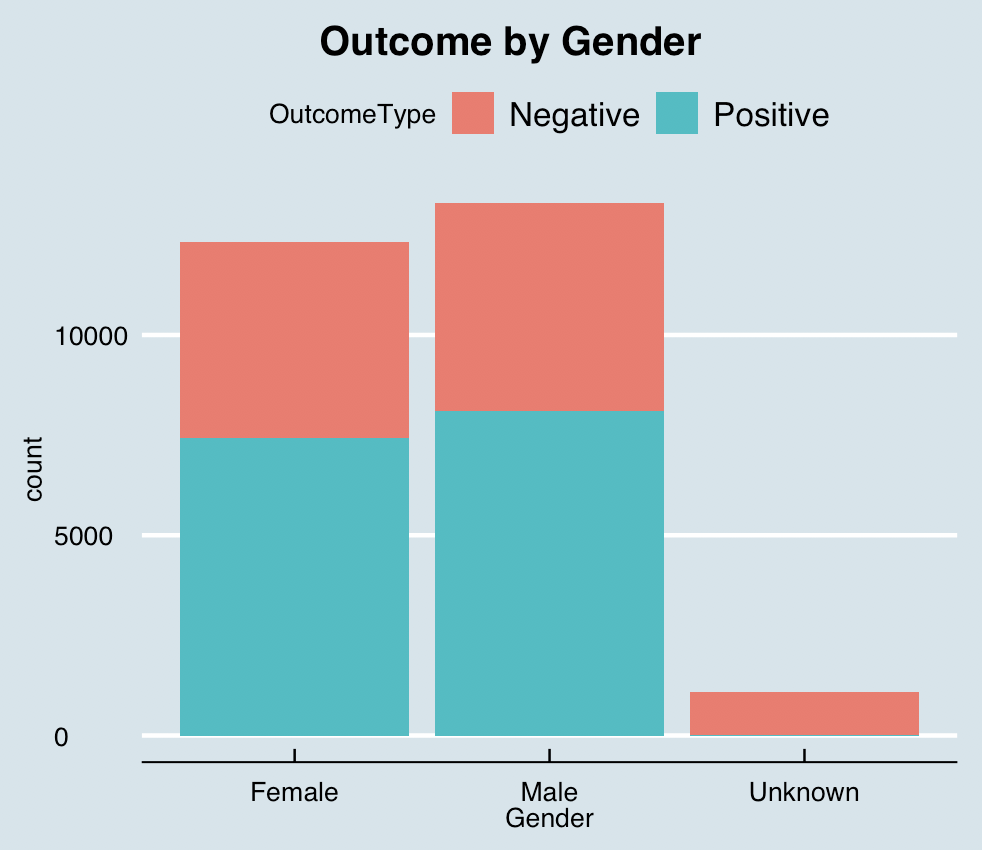 Outcome by Gender
OutcomeType Negative Positive
10000
5000
0
count
Female Male Unknown
Gender